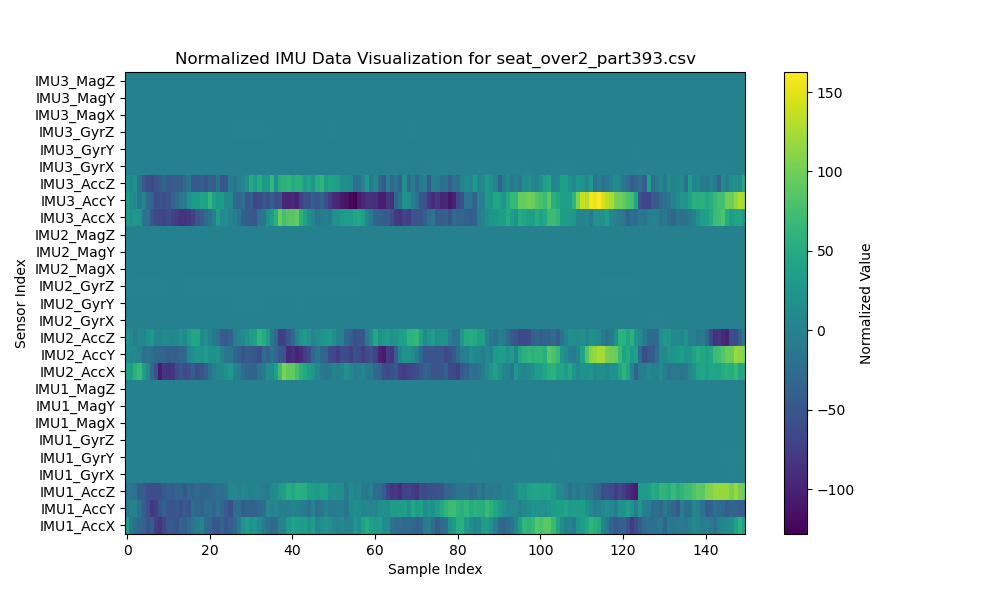 Normalized IMU Data Visualization for seat_over2_part393.csv
IMU3_MagZ
IMU3_MagY
IMU3_MagX
IMU3_GyrZ
IMU3_GyrY
IMU3_GyrX
IMU3_AccZ
IMU3_AccY
IMU3_AccX
IMU2_MagZ
IMU2_MagY
IMU2_MagX
IMU2_GyrZ
IMU2_GyrY
IMU2_GyrX
IMU2_AccZ
IMU2_AccY
IMU2_AccX
IMU1_MagZ
IMU1_MagY
IMU1_MagX
IMU1_GyrZ
IMU1_GyrY
IMU1_GyrX
IMU1_AccZ
IMU1_AccY
IMU1_AccX
Sensor Index
0 20 40 60 80 100 120 140
Sample Index
150
100
50
0
−50
−100
Normalized Value